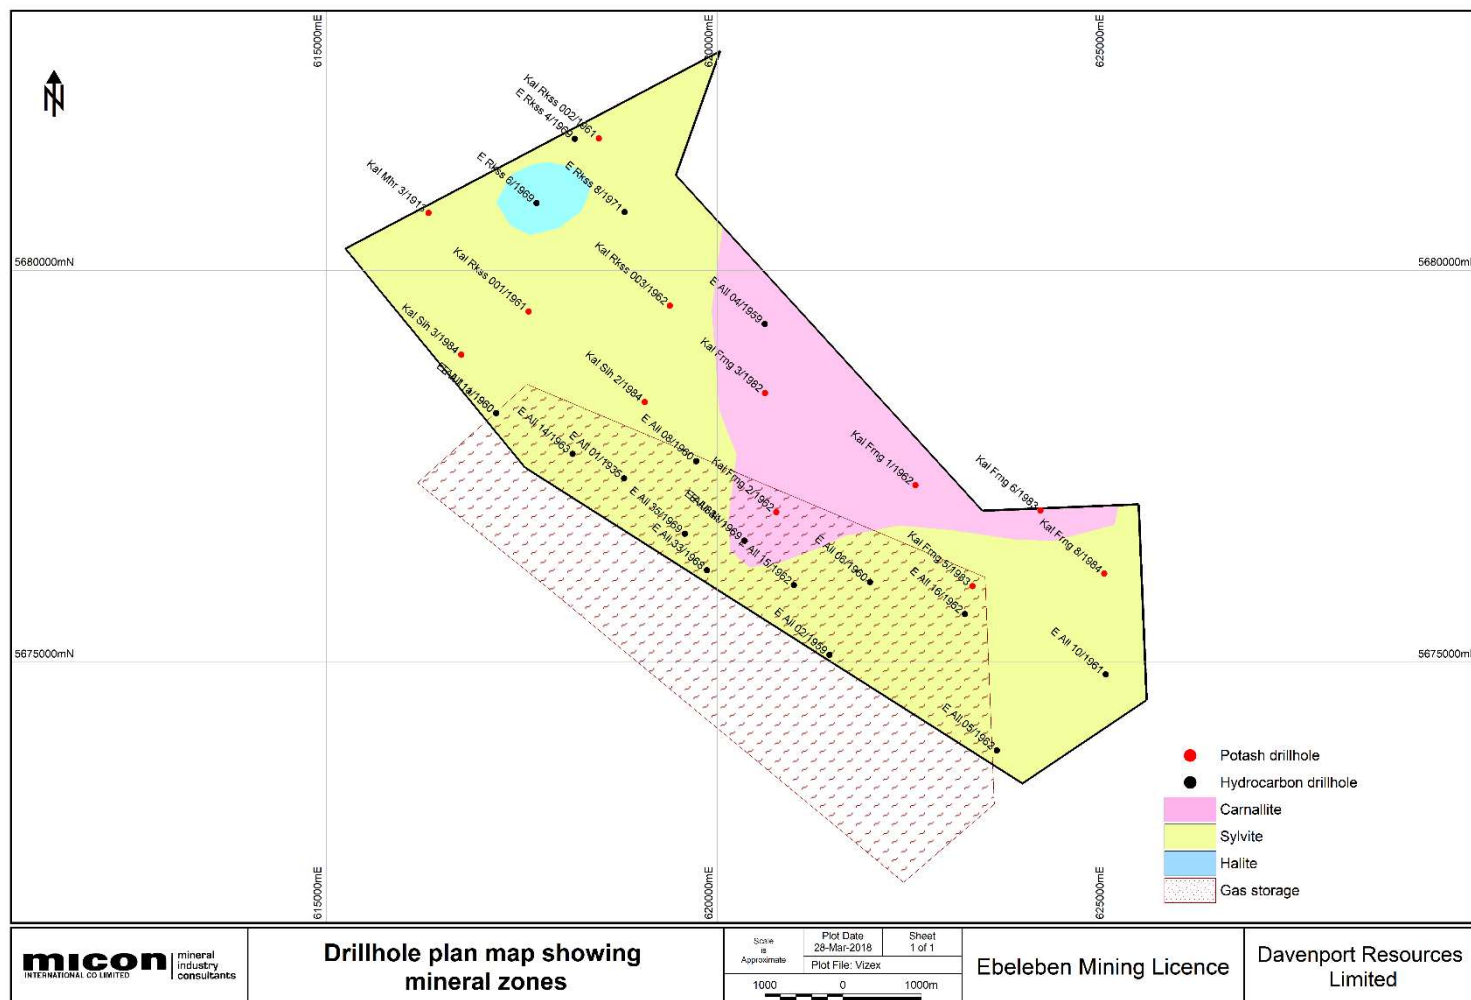 615000mE
620000mE
625000mE
N
Kal Rkss 002/1961
E Rkss 4/1969
Kal Mhr 3/1913
E Rkss 6/1969
E Rkss 8/1971
5680000mN
5680000mN
Kal Rkss 001/1961
Kal Rkss 003/1962
E All 04/1959
Kal Slh 3/1984
Kal Frng 3/1982
Kal Slh 2/1984
E All 14/1963
E All 01/1935
E All 08/1960
Kal Frng 2/1962
Kal Frng 1/1962
Kal Frng 6/1983
E All 35/1969
E All 33/1968
E All 15/1962
E All 06/1960
Kal Frng 5/1983
E All 16/1962
Kal Frng 8/1984
E All 02/1959
E All 10/1961
5675000mN
5675000mN
E All 05/1963
Potash drillhole
Hydrocarbon drillhole
Carnallite
Sylvite
Halite
Gas storage
615000mE
620000mE
625000mE
micon
INTERNATIONAL CO LIMITED
mineral
industry
consultants
Drillhole plan map showing
mineral zones
Scale
is
Approximate
Plot Date
28-Mar-2018
Sheet
1 of 1
Plot File: Vizex
1000 0 1000m
Ebeleben Mining Licence
Davenport Resources
Limited